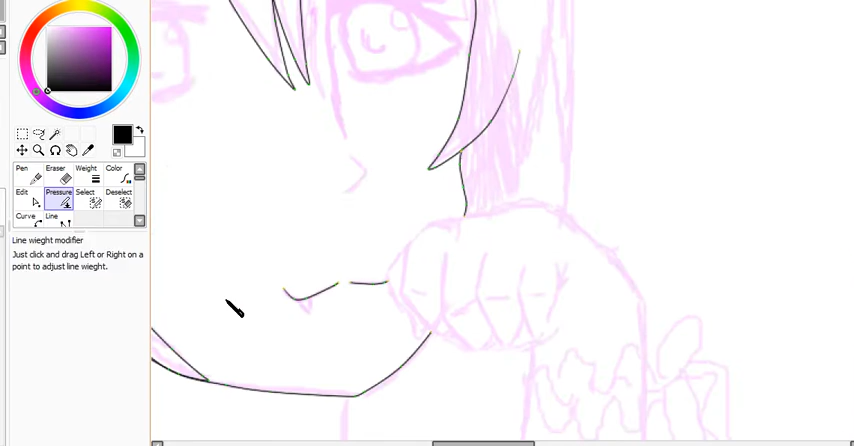 Pen Eraser Weight Color
Edit Pressure Select Deselect
Curve Line
Line wieght modifier
Just click and drag Left or Right on a
point to adjust line wieght.